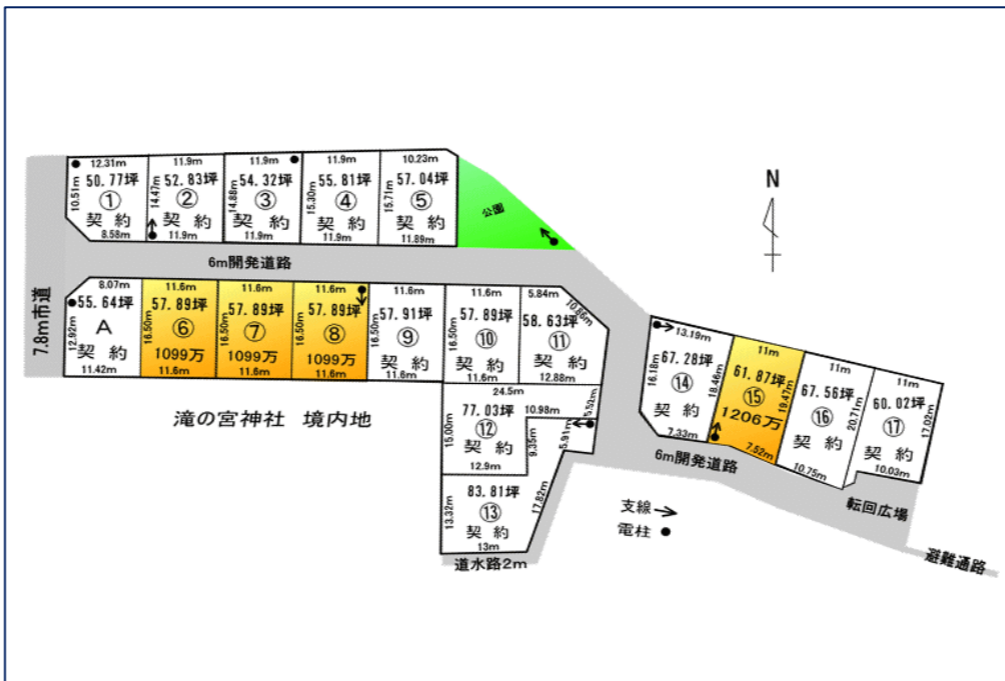 12.31m
50.77坪
①
契約
10.51m
8.58m
11.9m
52.83坪
②
契約
14.47m
11.9m
11.9m
54.32坪
③
契約
14.88m
11.9m
11.9m
55.81坪
④
契約
15.30m
11.9m
10.23m
57.04坪
⑤
契約
15.71m
11.89m
公園
N
6m開発道路
7.8m市道
8.07m
55.64坪
A
契約
12.92m
11.42m
11.6m
57.89坪
⑥
1099万
16.50m
11.6m
11.6m
57.89坪
⑦
1099万
16.50m
11.6m
11.6m
57.89坪
⑧
1099万
16.50m
11.6m
11.6m
57.91坪
⑨
契約
16.50m
11.6m
11.6m
57.89坪
⑩
契約
16.50m
11.6m
5.84m
10.86m
58.63坪
⑪
契約
12.88m
滝の宮神社 境内地
24.5m
77.03坪
⑫
契約
15.00m
12.9m
10.98m
5.52m
9.35m
5.91m
83.81坪
⑬
契約
13.32m
17.82m
13m
道水路2m
13.19m
67.28坪
⑭
契約
16.18m
18.46m
7.33m
11m
61.87坪
⑮
1206万
19.47m
7.52m
11m
67.56坪
⑯
契約
20.71m
10.75m
11m
60.02坪
⑰
契約
17.02m
10.03m
6m開発道路
転回広場
避難通路
支線
電柱